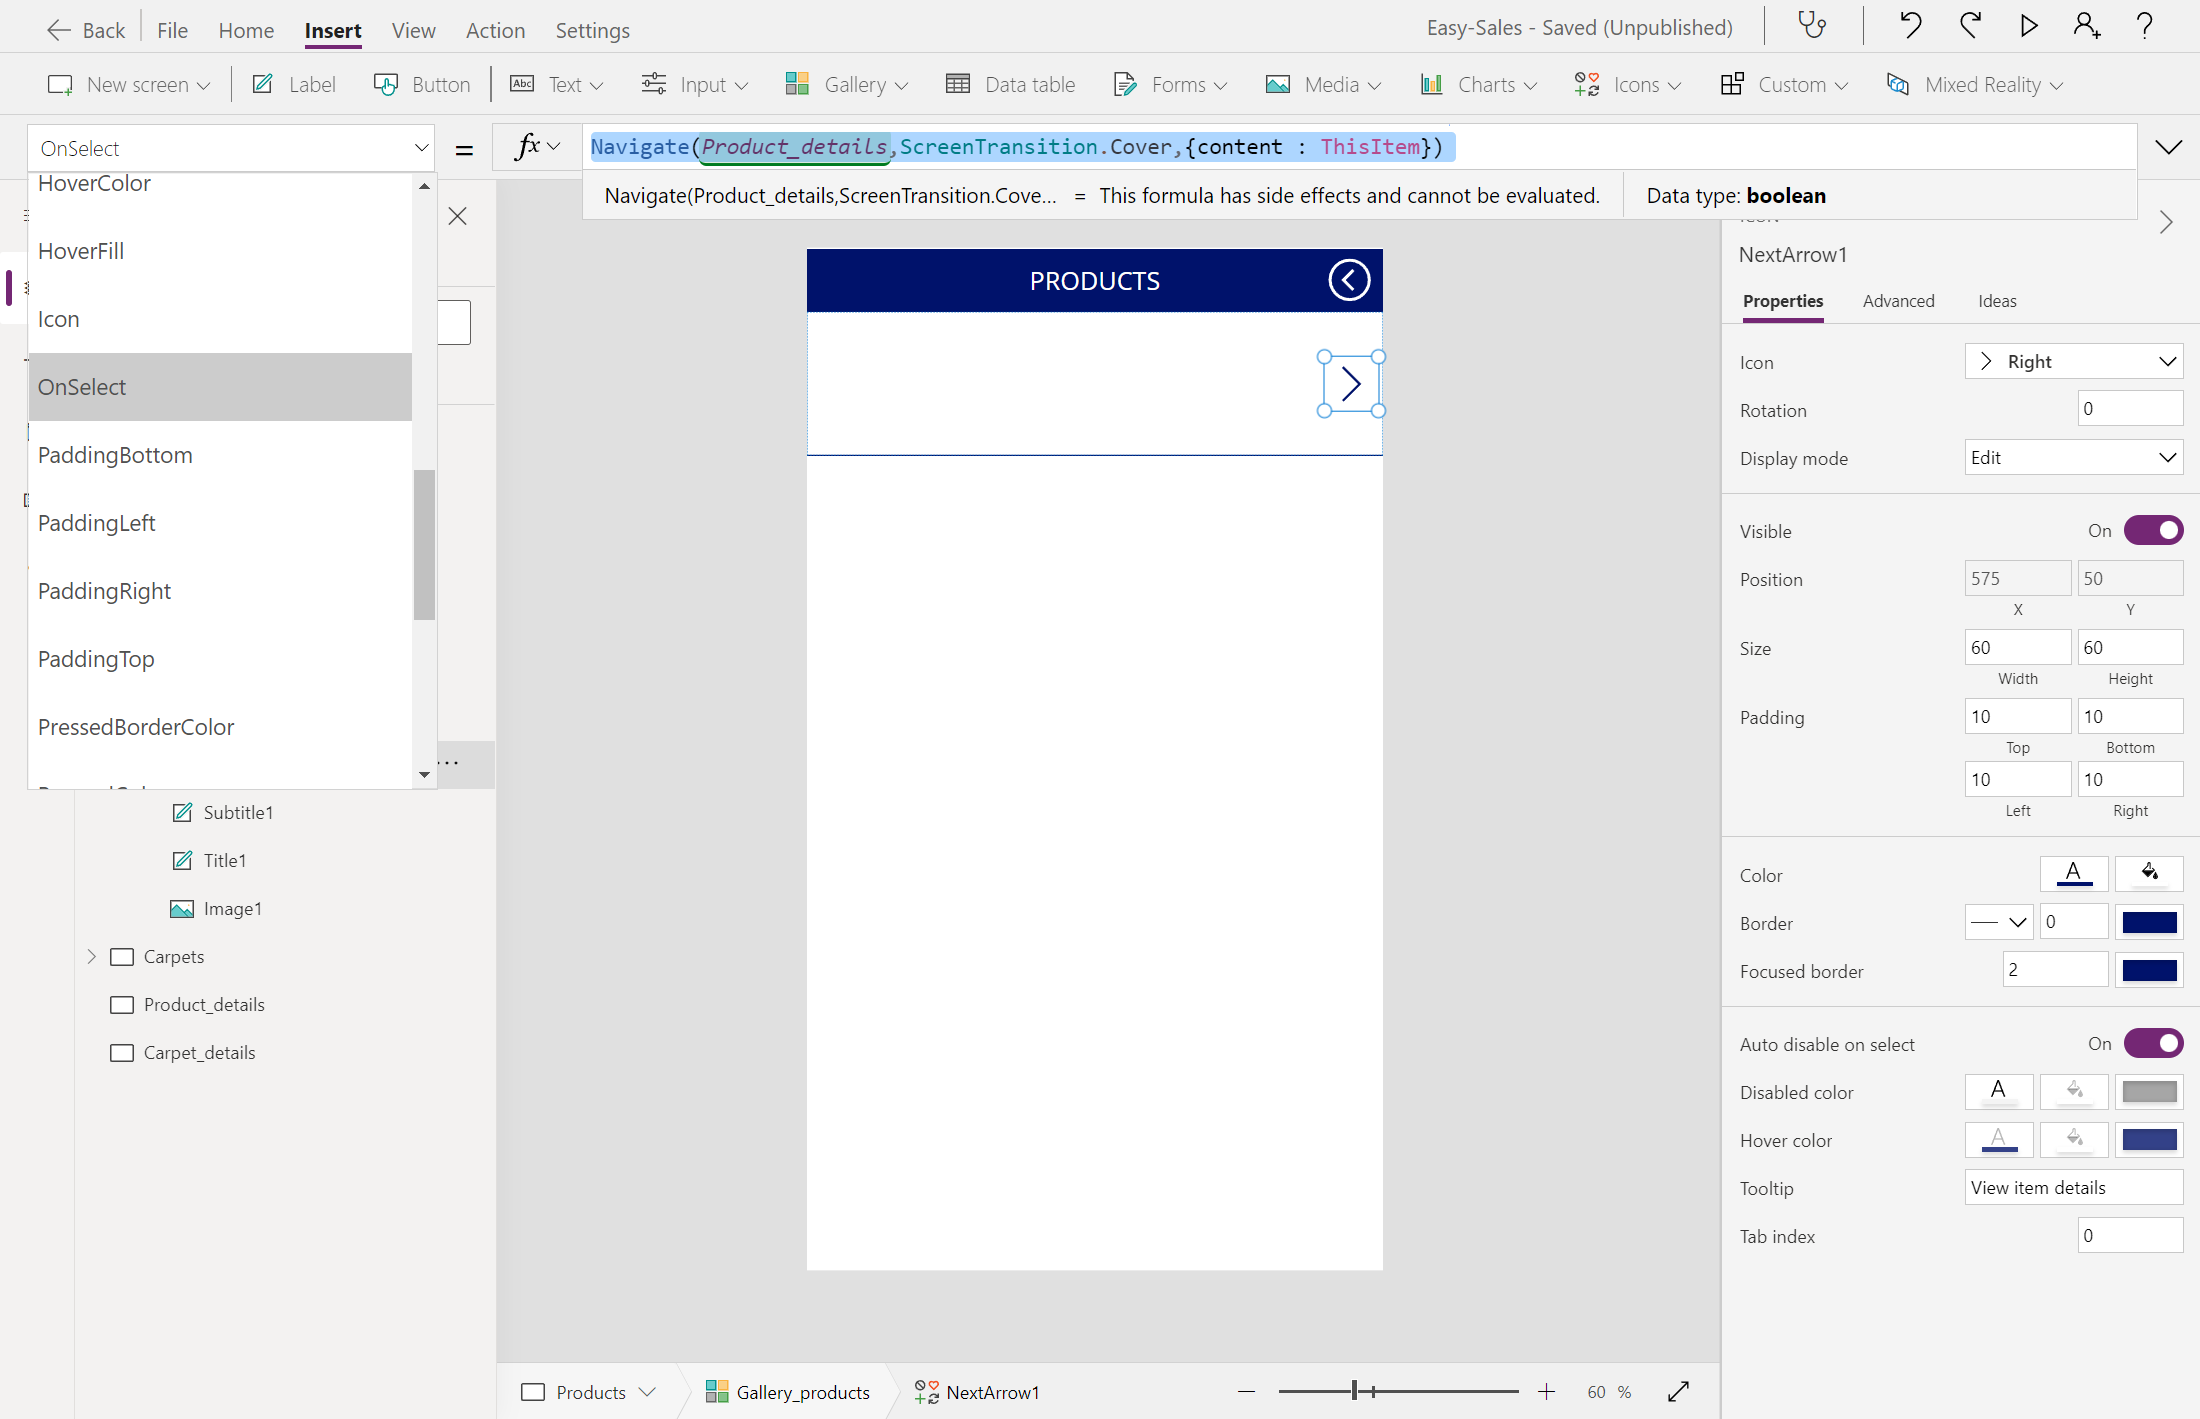 Back File Home Insert View Action Settings Easy-Sales - Saved (Unpublished)
New screen Label Button Abc Text Input Gallery Data table Forms Media Charts Icons Custom Mixed Reality
OnSelect = fx Navigate(Product_details,ScreenTransition.Cover,{content : ThisItem})
Navigate(Product_details,ScreenTransition.Cove... = This formula has side effects and cannot be evaluated. Data type: boolean
HoverColor
HoverFill
Icon
OnSelect
PaddingBottom
PaddingLeft
PaddingRight
PaddingTop
PressedBorderColor
Subtitle1
Title1
Image1
Carpets
Product_details
Carpet_details
PRODUCTS
Products Gallery_products NextArrow1 60 %
NextArrow1
Properties Advanced Ideas
Icon Right
Rotation 0
Display mode Edit
Visible On
Position 575 50
X Y
Size 60 60
Width Height
Padding 10 10
Top Bottom
10 10
Left Right
Color A
Border 0
Focused border 2
Auto disable on select On
Disabled color A
Hover color A
Tooltip View item details
Tab index 0